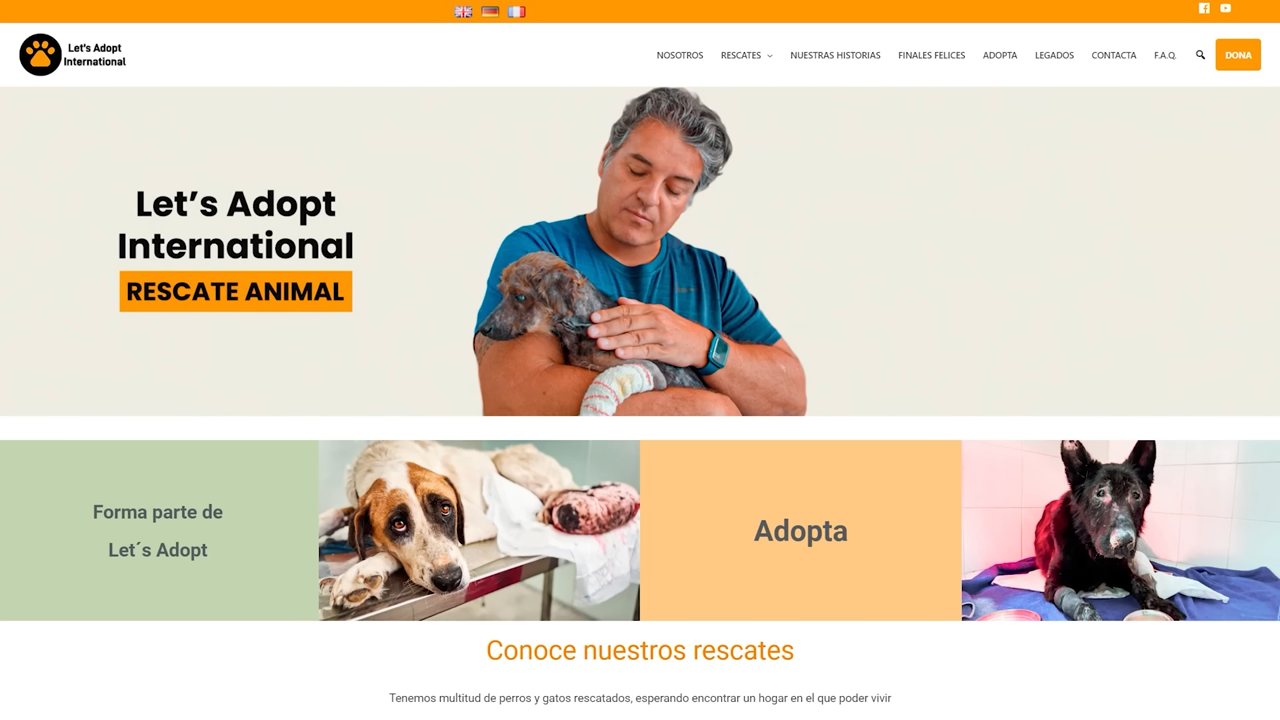 Let's Adopt
International
NOSOTROS RESCATES NUESTRAS HISTORIAS FINALES FELICES ADOPTA LEGADOS CONTACTA F.A.Q. DONA
Let’s Adopt
International
RESCATE ANIMAL
Forma parte de
Let´s Adopt
Adopta
Conoce nuestros rescates
Tenemos multitud de perros y gatos rescatados, esperando encontrar un hogar en el que poder vivir